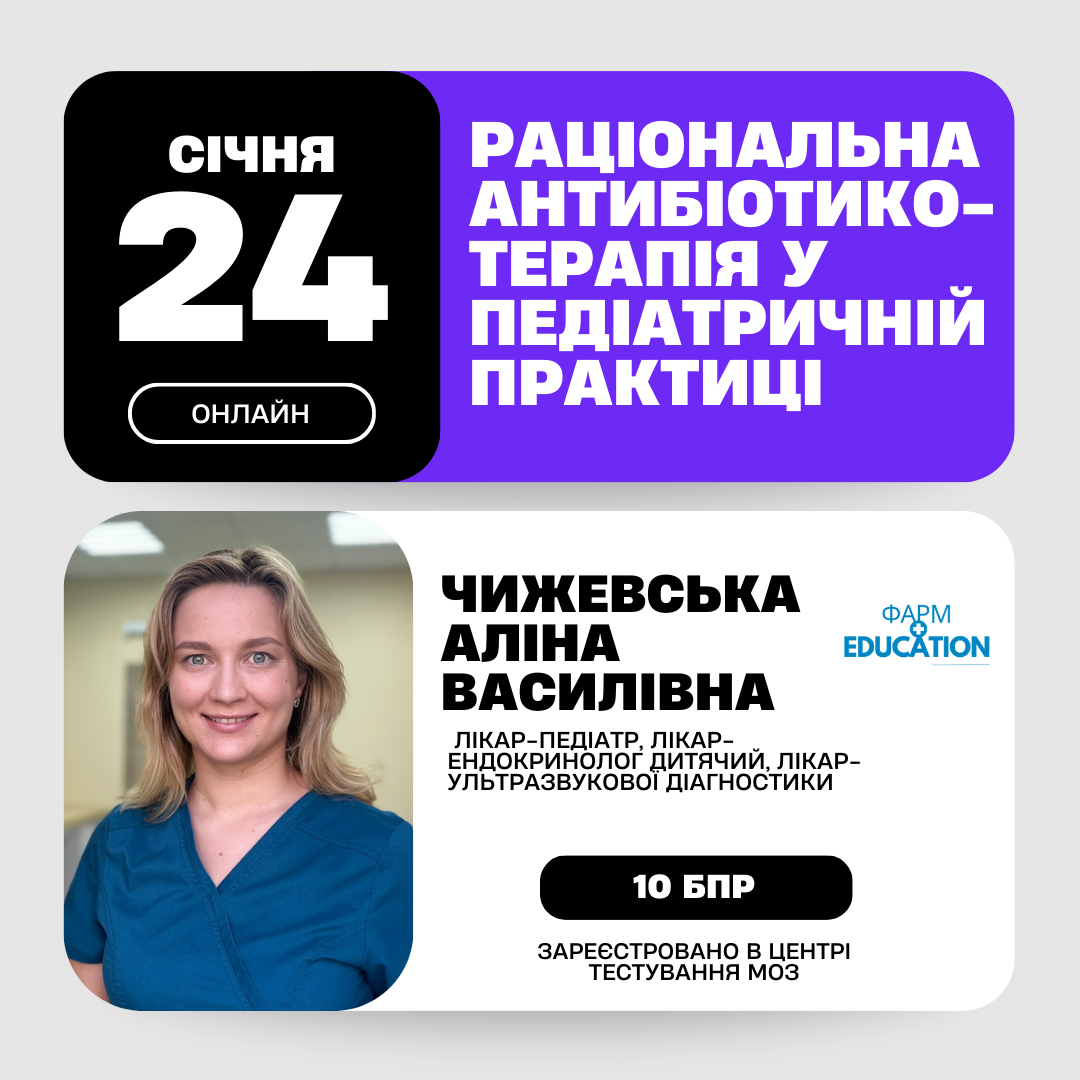 СІЧНЯ
24
ОНЛАЙН
РАЦІОНАЛЬНА
АНТИБІОТИКО-
ТЕРАПІЯ У
ПЕДІАТРИЧНІЙ
ПРАКТИЦІ
ЧИЖЕВСЬКА
АЛІНА
ВАСИЛІВНА
ФАРМ
EDUCATION
ЛІКАР-ПЕДІАТР, ЛІКАР-
ЕНДОКРИНОЛОГ ДИТЯЧИЙ, ЛІКАР-
УЛЬТРАЗВУКОВОЇ ДІАГНОСТИКИ
10 БПР
ЗАРЕЄСТРОВАНО В ЦЕНТРІ
ТЕСТУВАННЯ МОЗ